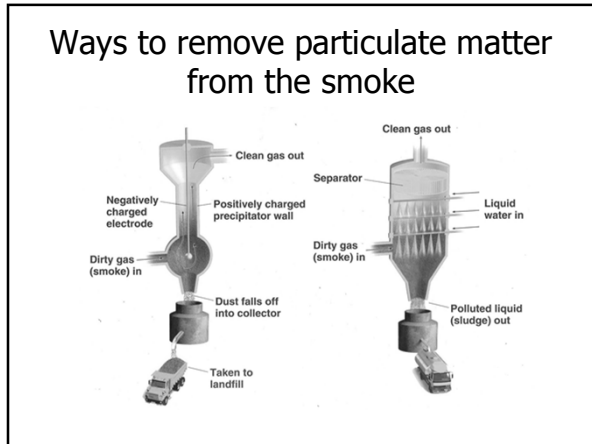 Ways to remove particulate matter
from the smoke
Clean gas out
Negatively
charged
electrode
Positively charged
precipitator wall
Dirty gas
(smoke) in
Dust falls off
into collector
Taken to
landfill
Clean gas out
Separator
Liquid
water in
Dirty gas
(smoke) in
Polluted liquid
(sludge) out